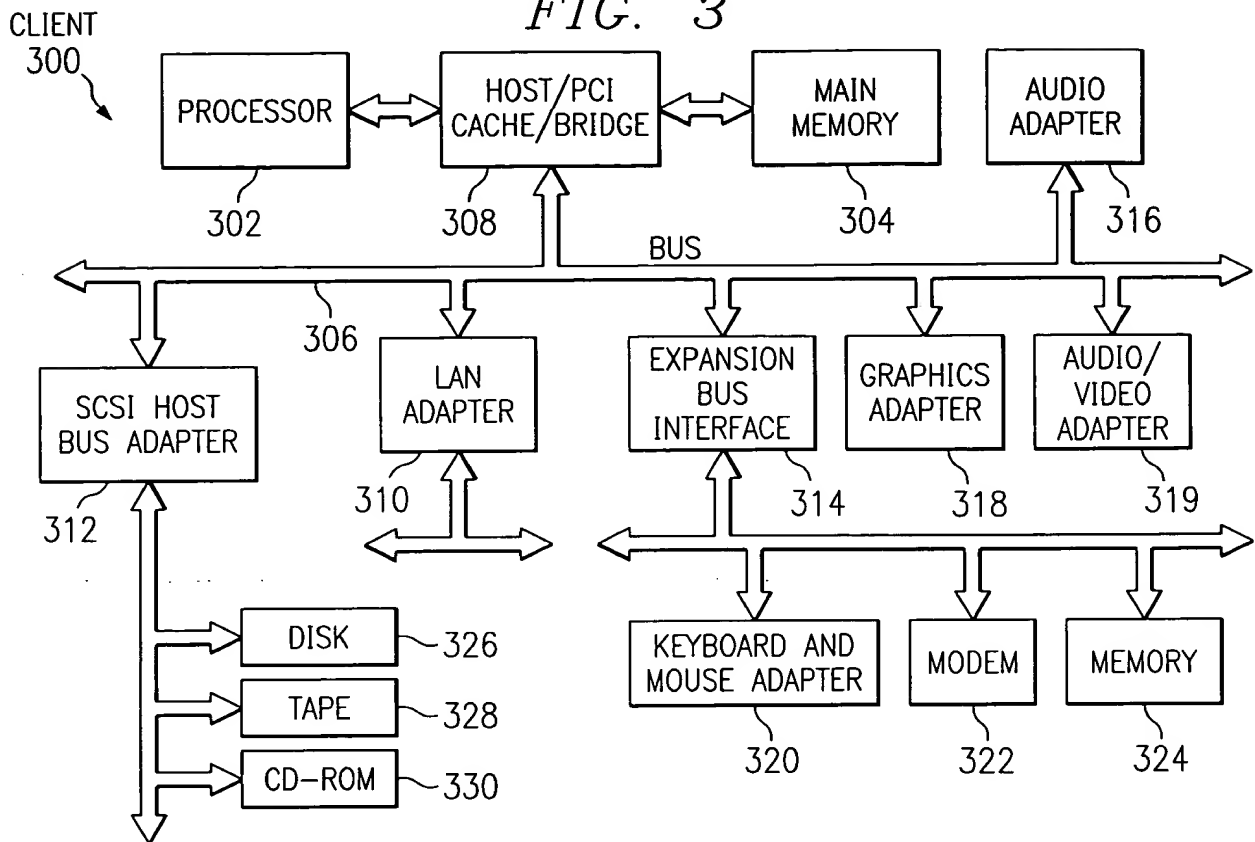 FIG. 3
CLIENT
300
PROCESSOR
302
HOST/PCI
CACHE/BRIDGE
308
MAIN
MEMORY
304
AUDIO
ADAPTER
316
BUS
306
SCSI HOST
BUS ADAPTER
312
LAN
ADAPTER
310
EXPANSION
BUS
INTERFACE
314
GRAPHICS
ADAPTER
318
AUDIO/
VIDEO
ADAPTER
319
DISK
326
TAPE
328
CD-ROM
330
KEYBOARD AND
MOUSE ADAPTER
320
MODEM
322
MEMORY
324